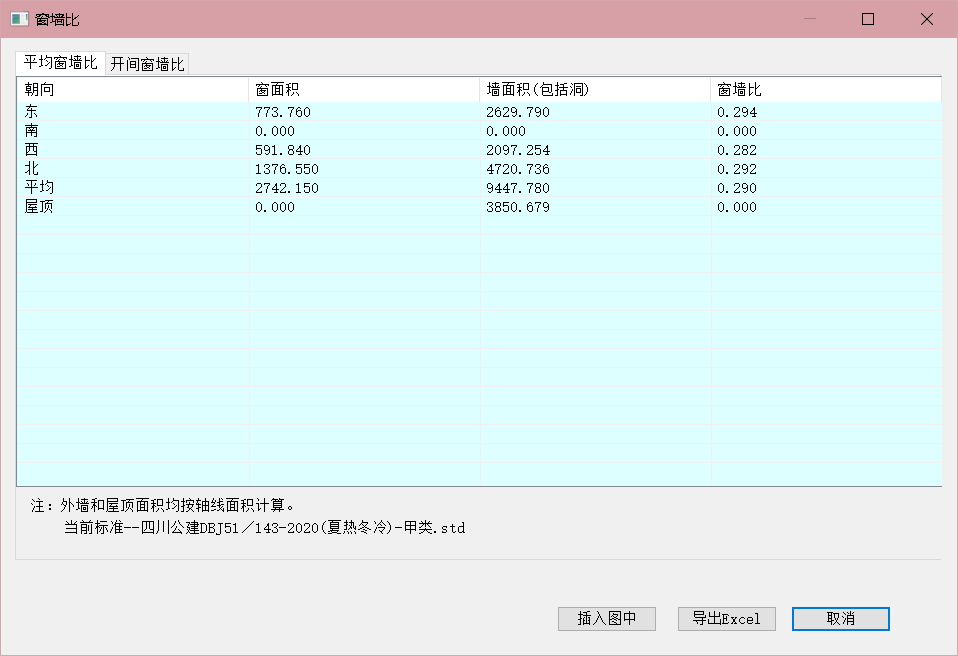 窗墙比
平均窗墙比 开间窗墙比
朝向 窗面积 墙面积(包括洞) 窗墙比
东 773.760 2629.790 0.294
南 0.000 0.000 0.000
西 591.840 2097.254 0.282
北 1376.550 4720.736 0.292
平均 2742.150 9447.780 0.290
屋顶 0.000 3850.679 0.000
注：外墙和屋顶面积均按轴线面积计算。
当前标准--四川公建DBJ51／143-2020(夏热冬冷)-甲类.std
插入图中 导出Excel 取消